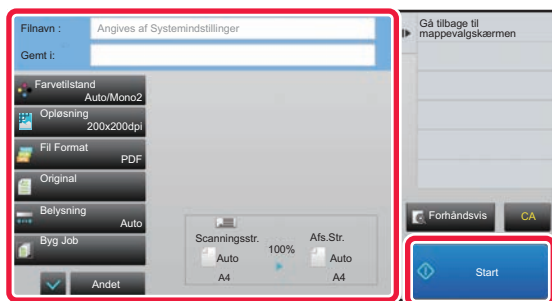 Filnavn :
Angives af Systemindstillinger
Gemt i:
Farvetilstand
Auto/Mono2
Opløsning
200x200dpi
Fil Format
PDF
Original
Belysning
Auto
Byg Job
Andet
Scanningsstr.
Auto
A4
100%
Afs.Str.
Auto
A4
Gå tilbage til
mappevalgskærmen
Forhåndsvis
CA
Start